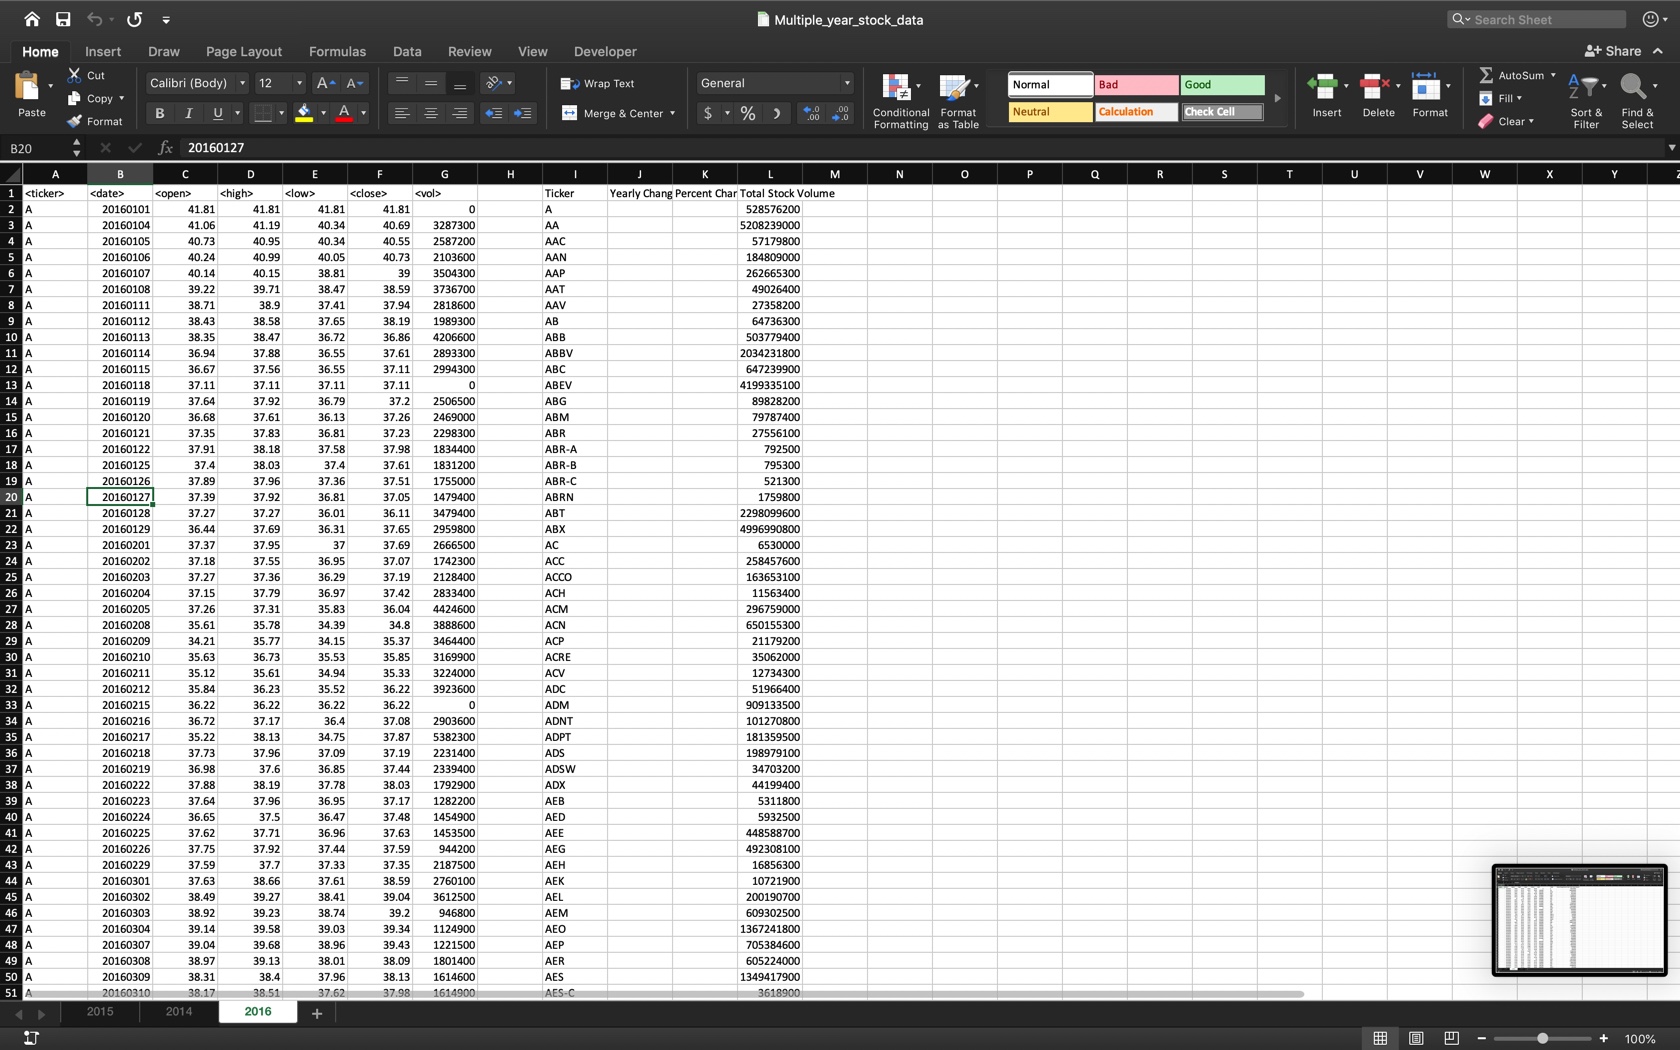 Multiple_year_stock_data
Search Sheet
Home Insert Draw Page Layout Formulas Data Review View Developer
Share
Paste
Cut
Copy
Format
Calibri (Body) 12
B I U
Wrap Text
Merge & Center
General
$ %
Conditional Formatting
Format as Table
Normal Bad Good
Neutral Calculation Check Cell
Insert Delete Format
AutoSum
Fill
Clear
Sort & Filter
Find & Select
B20 fx 20160127
A B C D E F G H I J K L M N O P Q R S T U V W X Y
1 <ticker> <date> <open> <high> <low> <close> <vol> Ticker Yearly Chang Percent Char Total Stock Volume
2 A 20160101 41.81 41.81 41.81 41.81 0 A 528576200
3 A 20160104 41.06 41.19 40.34 40.69 3287300 AA 5208239000
4 A 20160105 40.73 40.95 40.34 40.55 2587200 AAC 57179800
5 A 20160106 40.24 40.99 40.05 40.73 2103600 AAN 184809000
6 A 20160107 40.14 40.15 38.81 39 3504300 AAP 262665300
7 A 20160108 39.22 39.71 38.47 38.59 3736700 AAT 49026400
8 A 20160111 38.71 38.9 37.41 37.94 2818600 AAV 27358200
9 A 20160112 38.43 38.58 37.65 38.19 1989300 AB 64736300
10 A 20160113 38.35 38.47 36.72 36.86 4206600 ABB 503779400
11 A 20160114 36.94 37.88 36.55 37.61 2893300 ABBV 2034231800
12 A 20160115 36.67 37.56 36.55 37.11 2994300 ABC 647239900
13 A 20160118 37.11 37.11 37.11 37.11 0 ABEV 4199335100
14 A 20160119 37.64 37.92 36.79 37.2 2506500 ABG 89828200
15 A 20160120 36.68 37.61 36.13 37.26 2469000 ABM 79787400
16 A 20160121 37.35 37.83 36.81 37.23 2298300 ABR 27556100
17 A 20160122 37.91 38.18 37.58 37.98 1834400 ABR-A 792500
18 A 20160125 37.4 38.03 37.4 37.61 1831200 ABR-B 795300
19 A 20160126 37.89 37.96 37.36 37.51 1755000 ABR-C 521300
20 A 20160127 37.39 37.92 36.81 37.05 1479400 ABRN 1759800
21 A 20160128 37.27 37.27 36.01 36.11 3479400 ABT 2298099600
22 A 20160129 36.44 37.69 36.31 37.65 2959800 ABX 4996990800
23 A 20160201 37.37 37.95 37 37.69 2666500 AC 6530000
24 A 20160202 37.18 37.55 36.95 37.07 1742300 ACC 258457600
25 A 20160203 37.27 37.36 36.29 37.19 2128400 ACCO 163653100
26 A 20160204 37.15 37.79 36.97 37.42 2833400 ACH 11563400
27 A 20160205 37.26 37.31 35.83 36.04 4424600 ACM 296759000
28 A 20160208 35.61 35.78 34.39 34.8 3888600 ACN 650155300
29 A 20160209 34.21 35.77 34.15 35.37 3464400 ACP 21179200
30 A 20160210 35.63 36.73 35.53 35.85 3169900 ACRE 35062000
31 A 20160211 35.12 35.61 34.94 35.33 3224000 ACV 12734300
32 A 20160212 35.84 36.23 35.52 36.22 3923600 ADC 51966400
33 A 20160215 36.22 36.22 36.22 36.22 0 ADM 909133500
34 A 20160216 36.72 37.17 36.4 37.08 2903600 ADNT 101270800
35 A 20160217 35.22 38.13 34.75 37.87 5382300 ADPT 181359500
36 A 20160218 37.73 37.96 37.09 37.19 2231400 ADS 198979100
37 A 20160219 36.98 37.6 36.85 37.44 2339400 ADSW 34703200
38 A 20160222 37.88 38.19 37.78 38.03 1792900 ADX 44199400
39 A 20160223 37.64 37.96 36.95 37.17 1282200 AEB 5311800
40 A 20160224 36.65 37.5 36.47 37.48 1454900 AED 5932500
41 A 20160225 37.62 37.71 36.96 37.63 1453500 AEE 448588700
42 A 20160226 37.75 37.92 37.44 37.59 944200 AEG 492308100
43 A 20160229 37.59 37.7 37.33 37.35 2187500 AEH 16856300
44 A 20160301 37.63 38.66 37.61 38.59 2760100 AEK 10721900
45 A 20160302 38.49 39.27 38.41 39.04 3612500 AEL 200190700
46 A 20160303 38.92 39.23 38.74 39.2 946800 AEM 609302500
47 A 20160304 39.14 39.58 39.03 39.34 1124900 AEO 1367241800
48 A 20160307 39.04 39.68 38.96 39.43 1221500 AEP 705384600
49 A 20160308 38.97 39.13 38.01 38.09 1801400 AER 605224000
50 A 20160309 38.31 38.4 37.96 38.13 1614600 AES 1349417900
51 A 20160310 38.17 38.51 37.62 37.98 1614900 AES-C 3618900
2015 2014 2016 +
100%